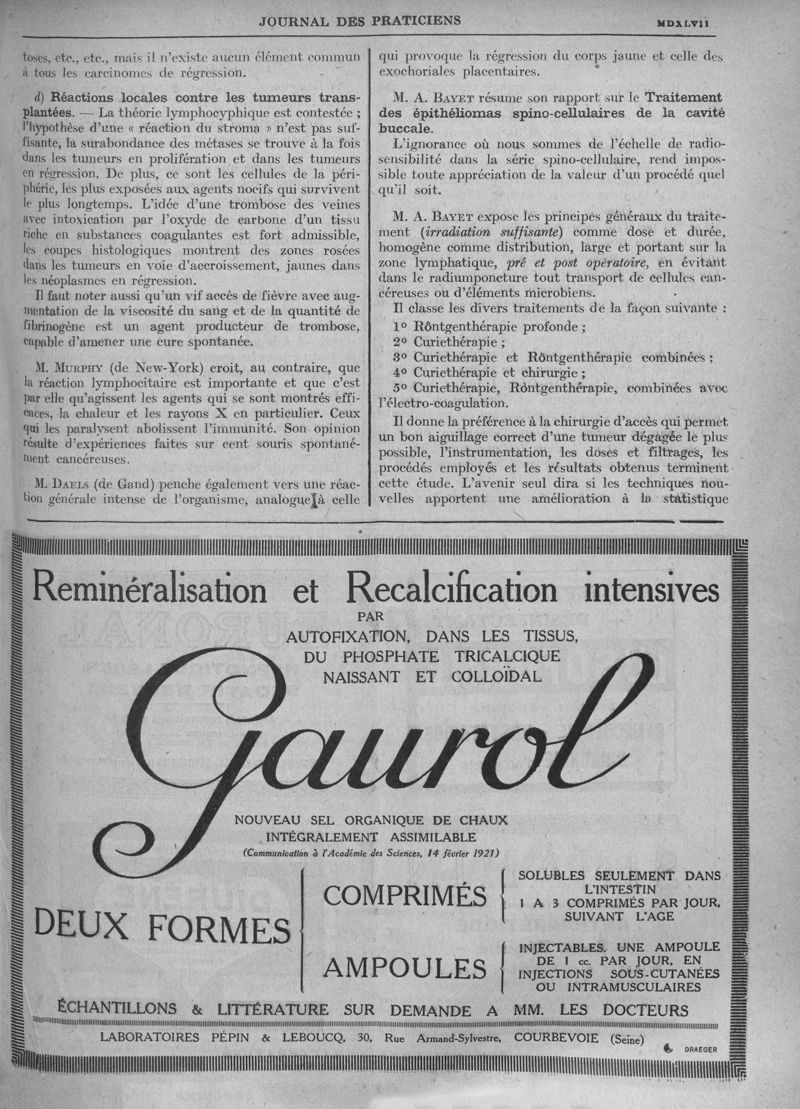 JOURNAL DES PRATICIENS
MDXLVII
toses, etc., etc., mais il n'existe aucun élément commun
à tous les carcinomes de régression.
d) Réactions locales contre les tumeurs trans-
plantées. — La théorie lymphocyphique est contestée ;
l'hypothèse d'une « réaction du stroma » n'est pas suf-
fisante, la surabondance des métases se trouve à la fois
dans les tumeurs en prolifération et dans les tumeurs
en régression. De plus, ce sont les cellules de la péri-
phérie, les plus exposées aux agents nocifs qui survivent
le plus longtemps. L'idée d'une trombose des veines
avec intoxication par l'oxyde de carbone d'un tissu
riche en substances coagulantes est fort admissible,
les coupes histologiques montrent des zones rosées
dans les tumeurs en voie d'accroissement, jaunes dans
les néoplasmes en régression.
Il faut noter aussi qu'un vif accès de fièvre avec aug-
mentation de la viscosité du sang et de la quantité de
fibrinogène est un agent producteur de trombose,
capable d'amener une cure spontanée.
M. MURPHY (de New-York) croit, au contraire, que
la réaction lymphocitaire est importante et que c'est
par elle qu'agissent les agents qui se sont montrés effi-
caces, la chaleur et les rayons X en particulier. Ceux
qui les paralysent abolissent l'immunité. Son opinion
résulte d'expériences faites sur cent souris spontané-
ment cancéreuses.
M. DAELS (de Gand) penche également vers une réac-
tion générale intense de l'organisme, analogue à celle
qui provoque la régression du corps jaune et celle des
exochoriales placentaires.
M. A. BAYET résume son rapport sur le Traitement
des épithéliomas spino-cellulaires de la cavité
buccale.
L'ignorance où nous sommes de l'échelle de radio-
sensibilité dans la série spino-cellulaire, rend impos-
sible toute appréciation de la valeur d'un procédé quel
qu'il soit.
M. A. BAYET expose les principes généraux du traite-
ment (irradiation suffisante) comme dose et durée,
homogène comme distribution, large et portant sur la
zone lymphatique, pré et post opératoire, en évitant
dans le radiumponcture tout transport de cellules can-
céreuses ou d'éléments microbiens.
Il classe les divers traitements de la façon suivante :
1º Röntgenthérapie profonde ;
2º Curiethérapie ;
3º Curiethérapie et Röntgenthérapie combinées ;
4º Curiethérapie et chirurgie ;
5º Curiethérapie, Röntgenthérapie, combinées avec
l'électro-coagulation.
Il donne la préférence à la chirurgie d'accès qui permet
un bon aiguillage correct d'une tumeur dégagée le plus
possible, l'instrumentation, les doses et filtrages, les
procédés employés et les résultats obtenus terminent
cette étude. L'avenir seul dira si les techniques nou-
velles apportent une amélioration à la statistique
Reminéralisation et Recalcification intensives
PAR
AUTOFIXATION, DANS LES TISSUS,
DU PHOSPHATE TRICALCIQUE
NAISSANT ET COLLOÏDAL
Gaurol
NOUVEAU SEL ORGANIQUE DE CHAUX
INTÉGRALEMENT ASSIMILABLE
(Communication à l'Académie des Sciences, 14 février 1921)
DEUX FORMES
COMPRIMÉS
SOLUBLES SEULEMENT DANS
L'INTESTIN
1 A 3 COMPRIMÉS PAR JOUR,
SUIVANT L'AGE
AMPOULES
INJECTABLES, UNE AMPOULE
DE 1 cc. PAR JOUR, EN
INJECTIONS SOUS-CUTANÉES
OU INTRAMUSCULAIRES
ÉCHANTILLONS & LITTÉRATURE SUR DEMANDE A MM. LES DOCTEURS
LABORATOIRES PÉPIN & LEBOUCQ, 30, Rue Armand-Sylvestre, COURBEVOIE (Seine)
DRAEGER